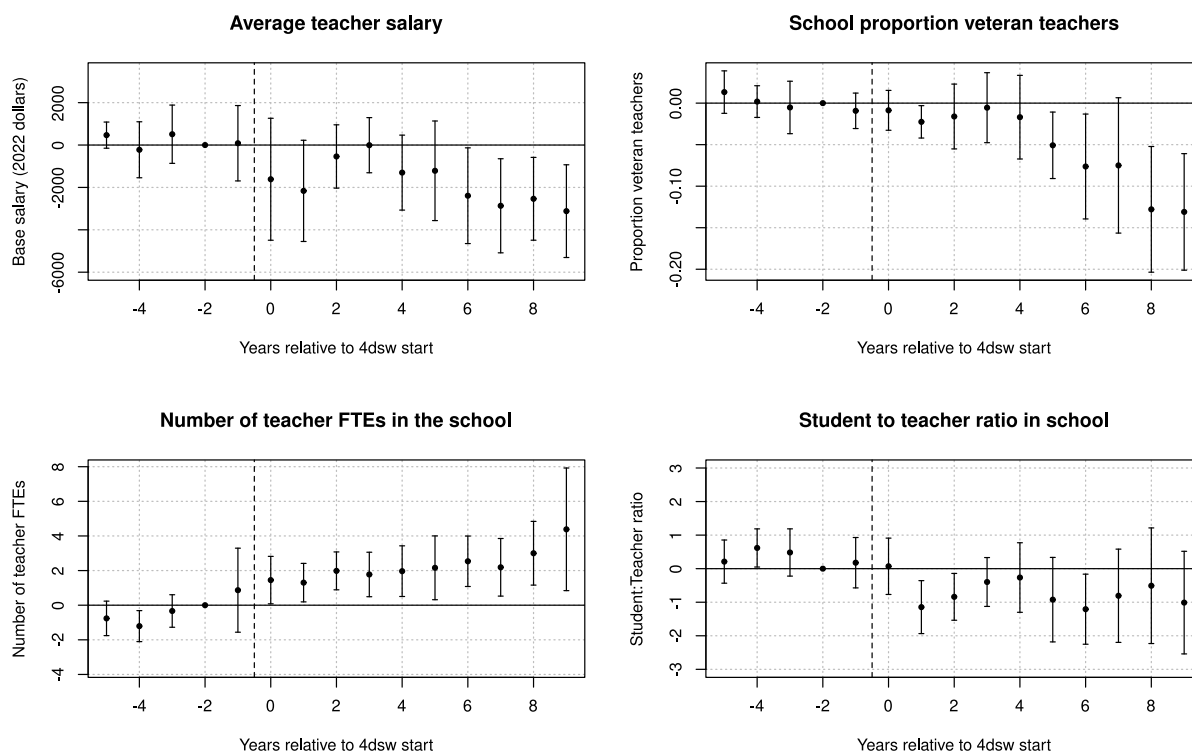 Average teacher salary
Base salary (2022 dollars)
2000
0
-2000
-6000
-4 -2 0 2 4 6 8
Years relative to 4dsw start
School proportion veteran teachers
Proportion veteran teachers
0.00
-0.10
-0.20
-4 -2 0 2 4 6 8
Years relative to 4dsw start
Number of teacher FTEs in the school
Number of teacher FTEs
8
6
4
2
0
-2
-4
-4 -2 0 2 4 6 8
Years relative to 4dsw start
Student to teacher ratio in school
Student:Teacher ratio
3
2
1
0
-1
-2
-3
-4 -2 0 2 4 6 8
Years relative to 4dsw start